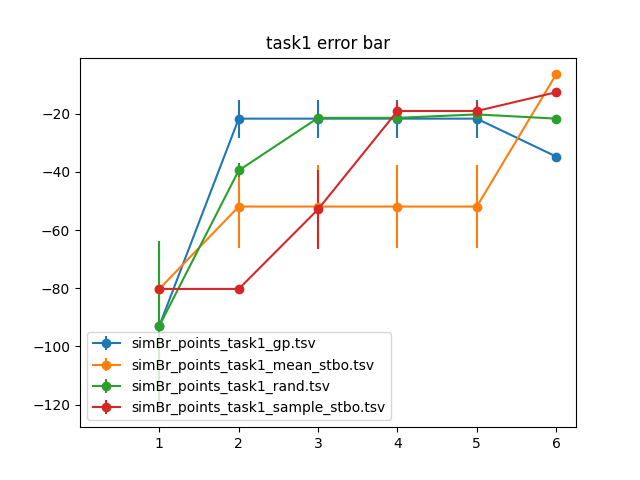 task1 error bar
−20
−40
−60
−80
−100
−120
simBr_points_task1_gp.tsv
simBr_points_task1_mean_stbo.tsv
simBr_points_task1_rand.tsv
simBr_points_task1_sample_stbo.tsv
1 2 3 4 5 6